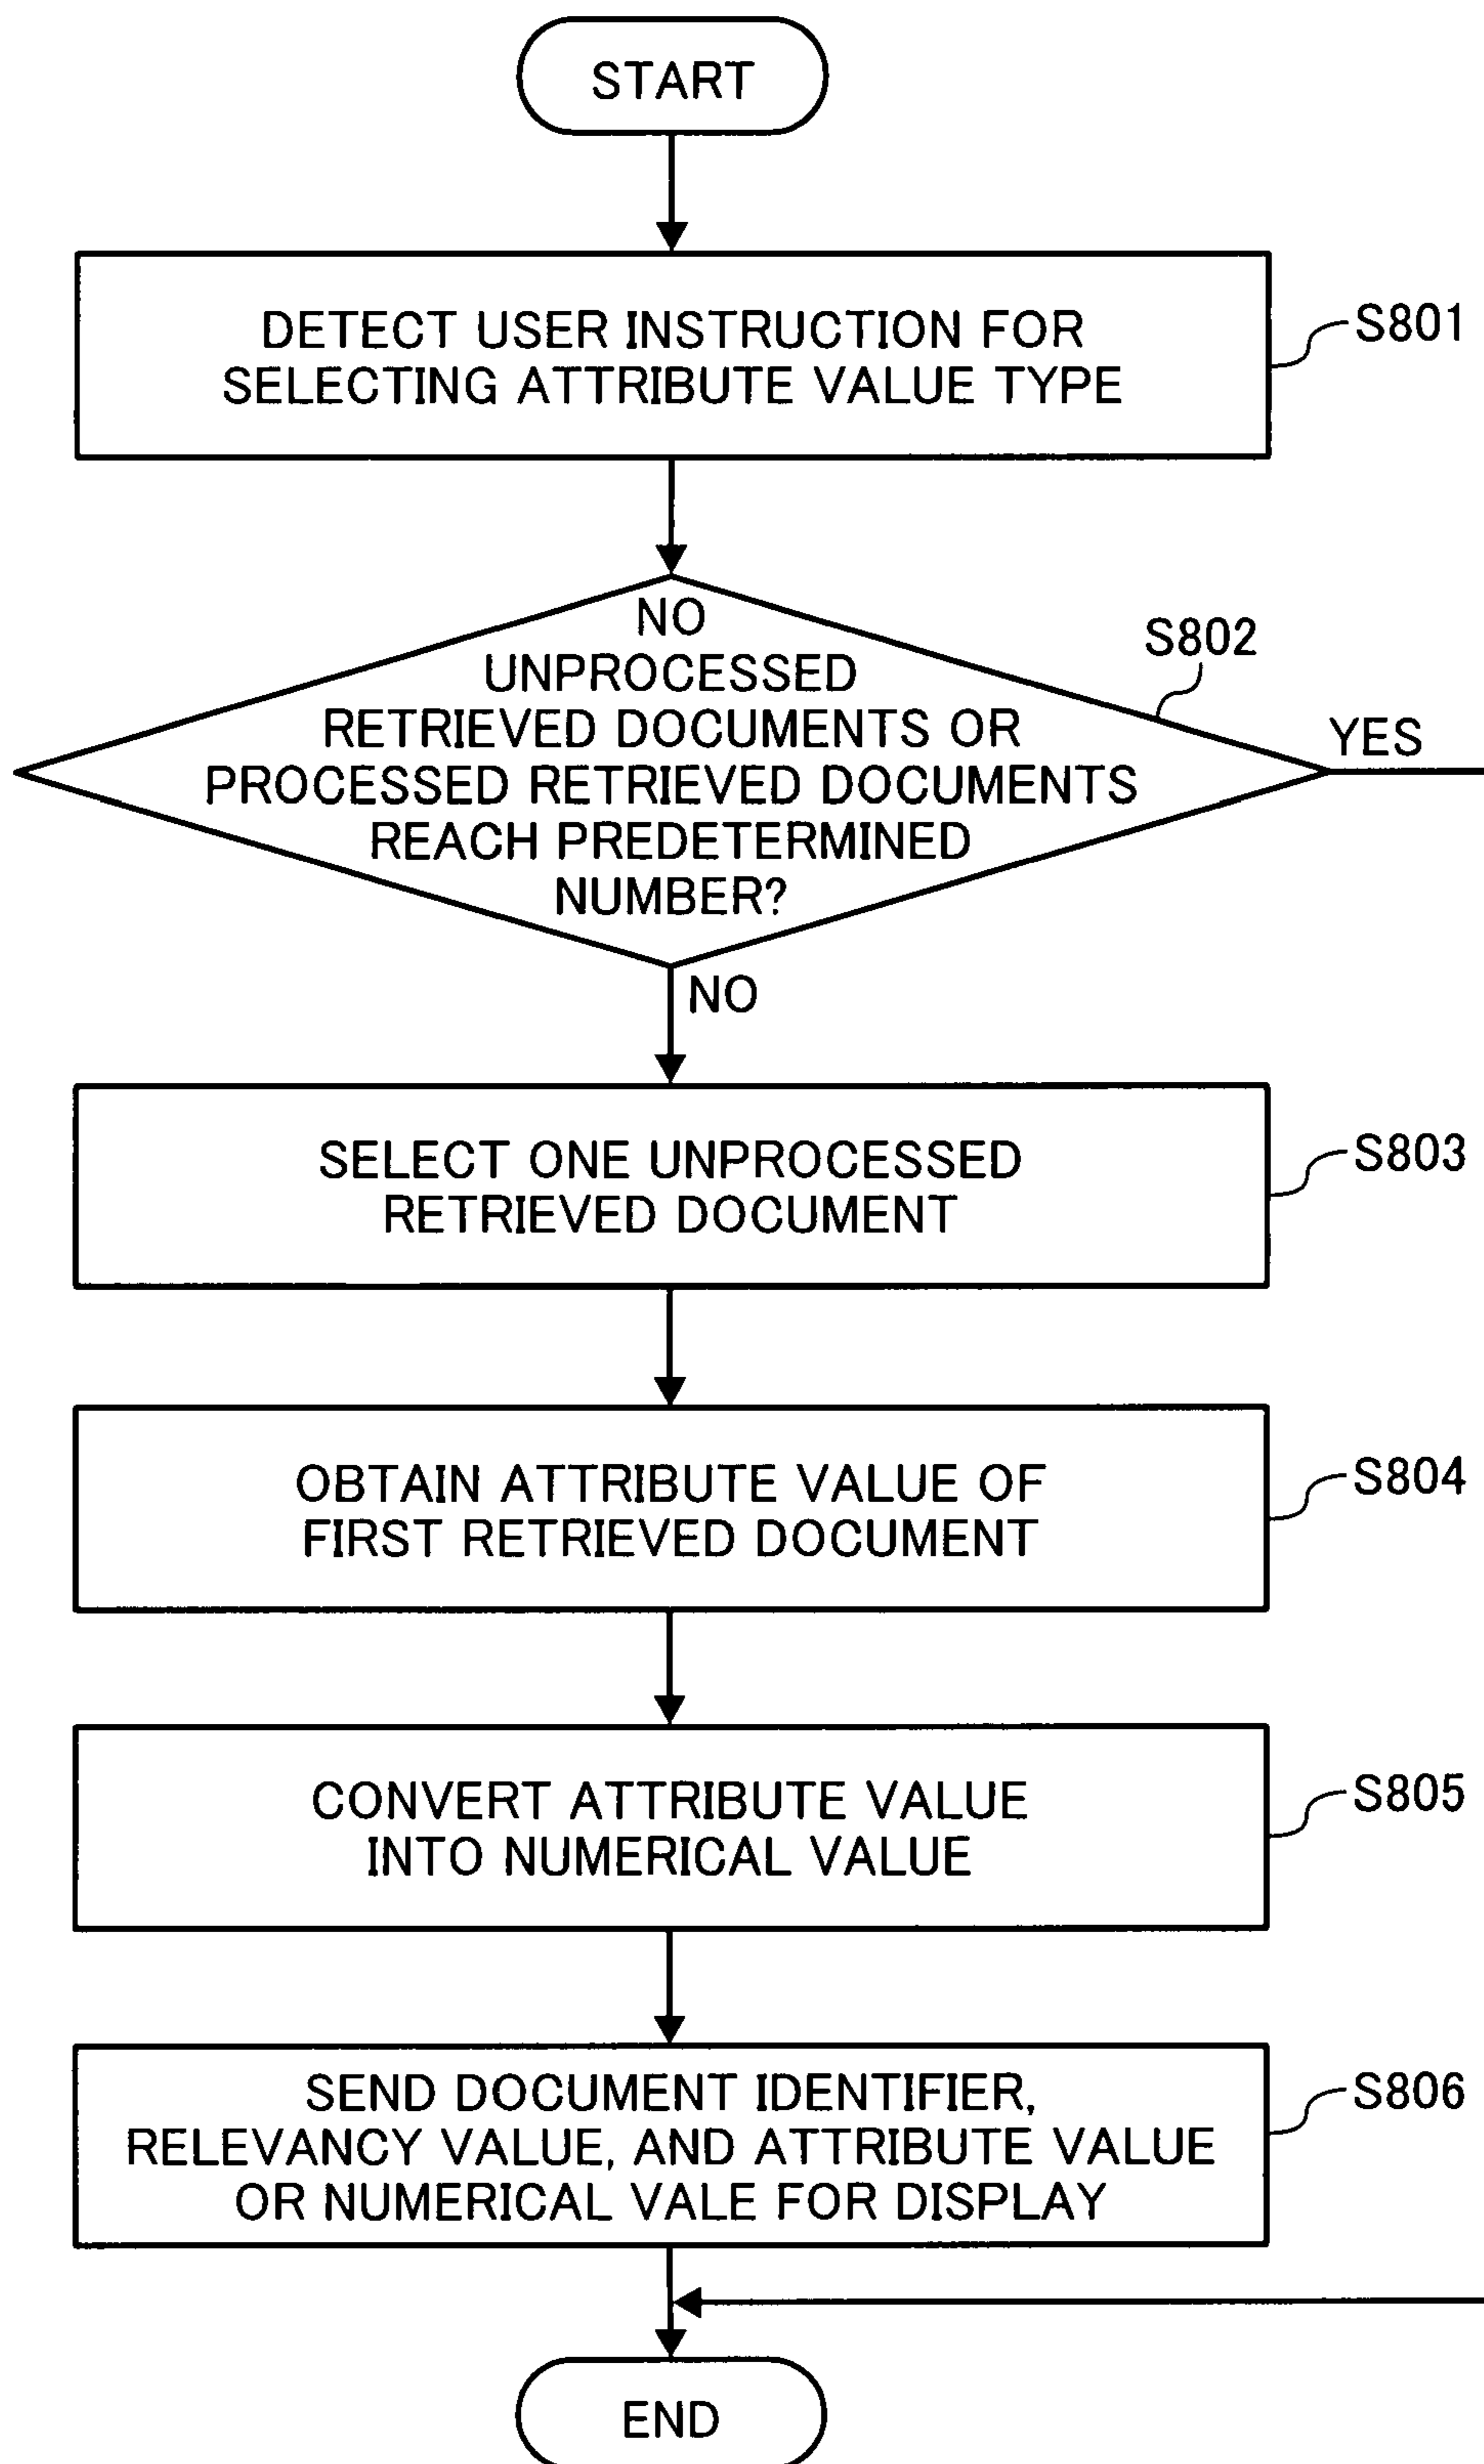 START
DETECT USER INSTRUCTION FOR
SELECTING ATTRIBUTE VALUE TYPE
S801
NO
UNPROCESSED
RETRIEVED DOCUMENTS OR
PROCESSED RETRIEVED DOCUMENTS
REACH PREDETERMINED
NUMBER?
S802
YES
NO
SELECT ONE UNPROCESSED
RETRIEVED DOCUMENT
S803
OBTAIN ATTRIBUTE VALUE OF
FIRST RETRIEVED DOCUMENT
S804
CONVERT ATTRIBUTE VALUE
INTO NUMERICAL VALUE
S805
SEND DOCUMENT IDENTIFIER,
RELEVANCY VALUE, AND ATTRIBUTE VALUE
OR NUMERICAL VALE FOR DISPLAY
S806
END